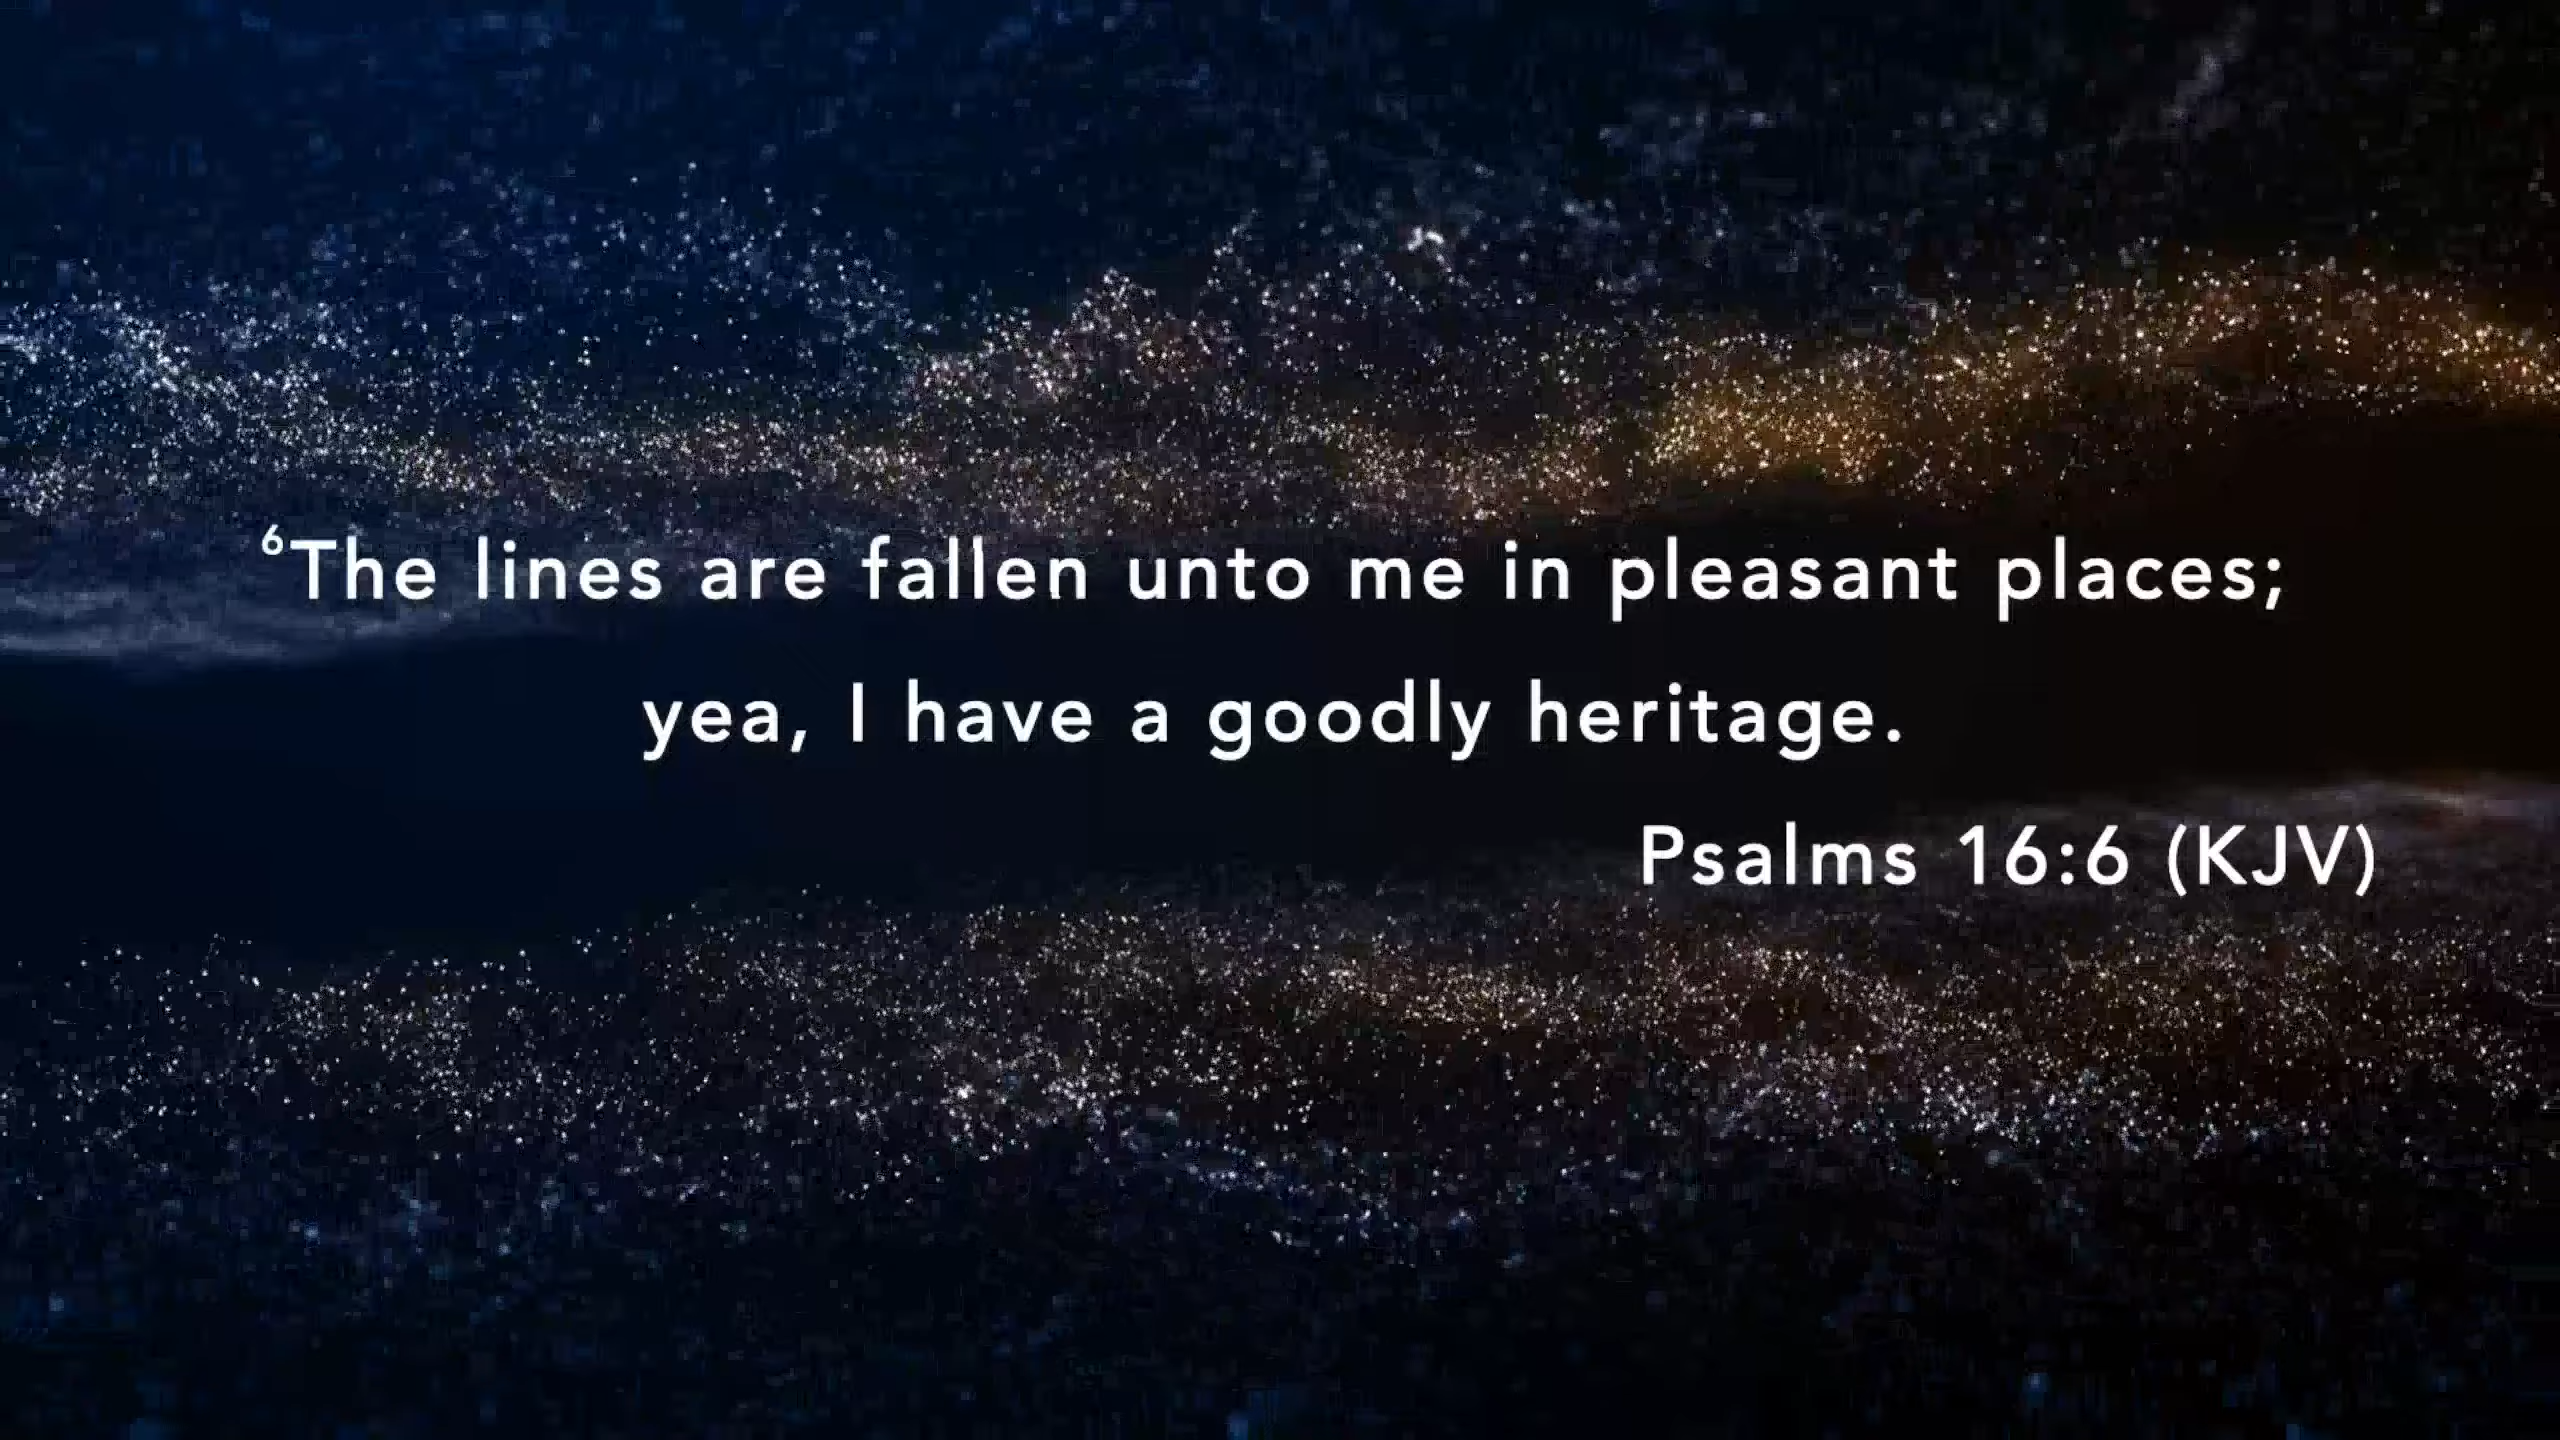 ⁶The lines are fallen unto me in pleasant places;
yea, I have a goodly heritage.
Psalms 16:6 (KJV)